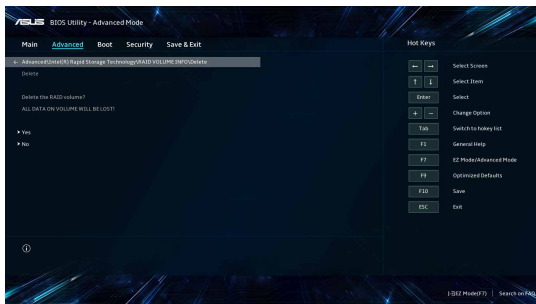 ASUS BIOS Utility - Advanced Mode
Main Advanced Boot Security Save & Exit
Hot Keys
← Advanced\Intel(R) Rapid Storage Technology\RAID VOLUME INFO\Delete
Delete
Delete the RAID volume?
ALL DATA ON VOLUME WILL BE LOST!
▶ Yes
▶ No
← → Select Screen
↑ ↓ Select Item
Enter Select
+ - Change Option
Tab Switch to hokey list
F1 General Help
F7 EZ Mode/Advanced Mode
F9 Optimized Defaults
F10 Save
ESC Exit
EZ Mode(F7) | Search on FAQ